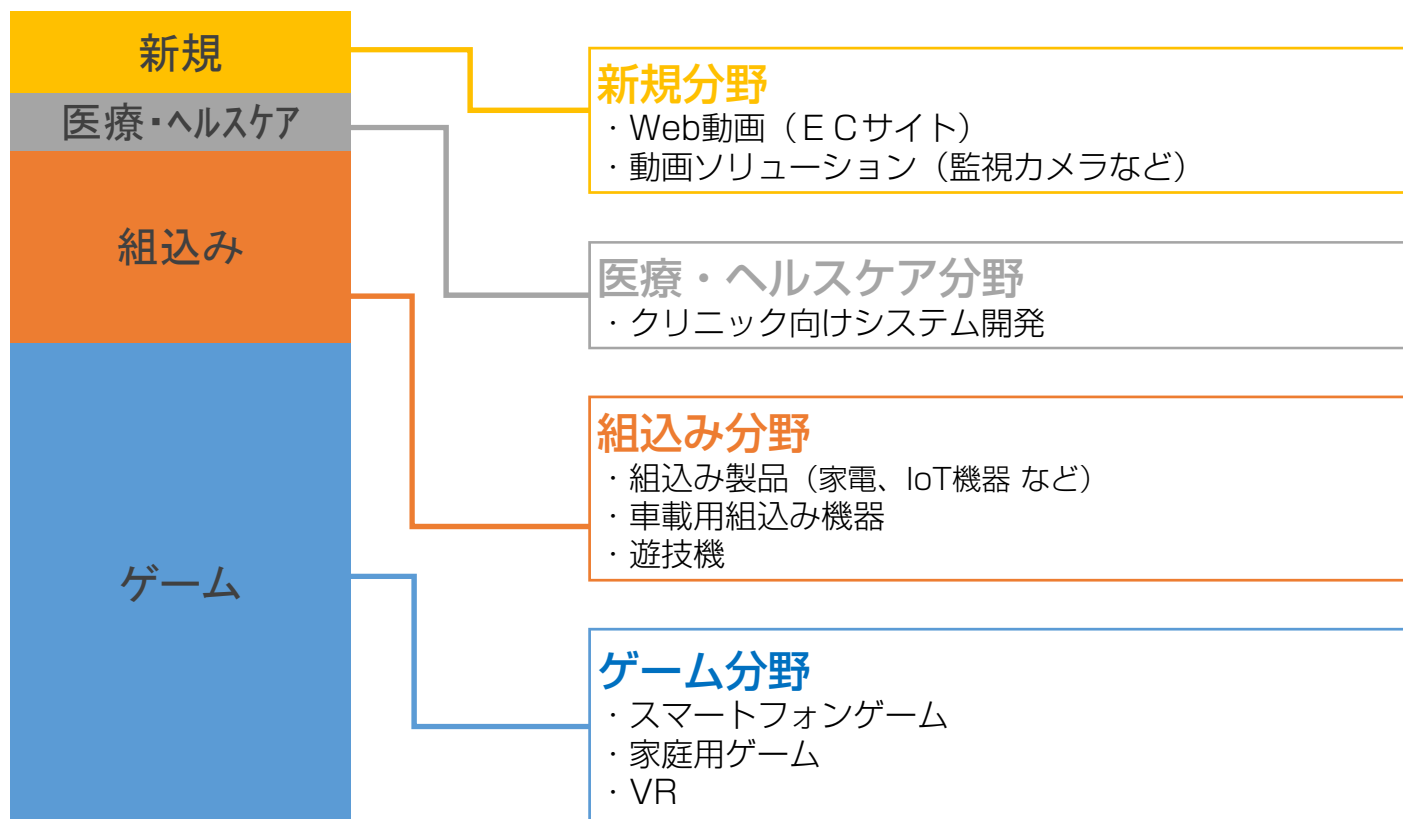 新規
医療・ヘルスケア
組込み
ゲーム
新規分野
・Web動画（ＥＣサイト）
・動画ソリューション（監視カメラなど）
医療・ヘルスケア分野
・クリニック向けシステム開発
組込み分野
・組込み製品（家電、IoT機器 など）
・車載用組込み機器
・遊技機
ゲーム分野
・スマートフォンゲーム
・家庭用ゲーム
・VR